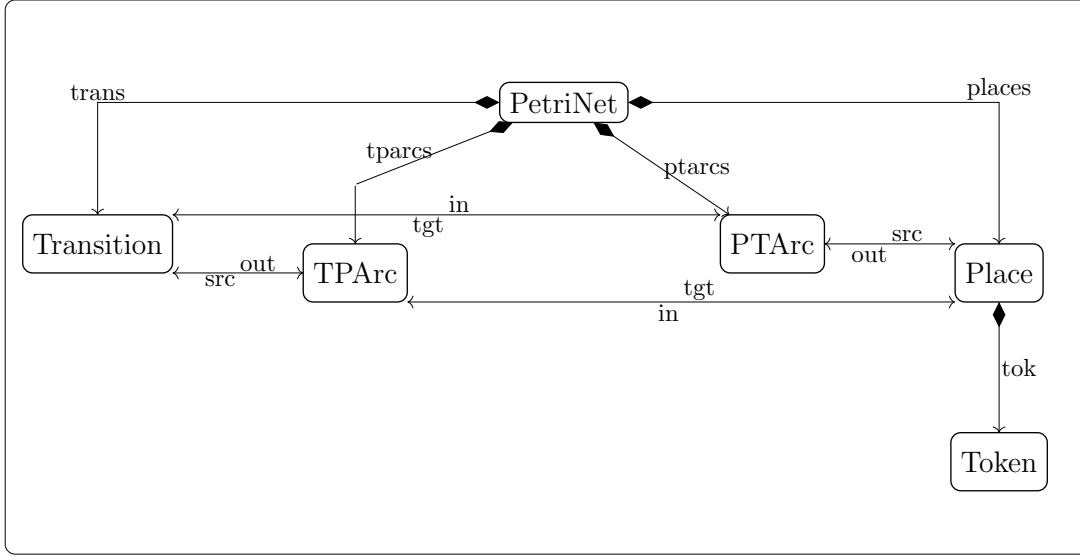 trans
places
PetriNet
tparcs
ptarcs
in
tgt
Transition
PTArc
src
out
out
src
TPArc
Place
tgt
in
tok
Token